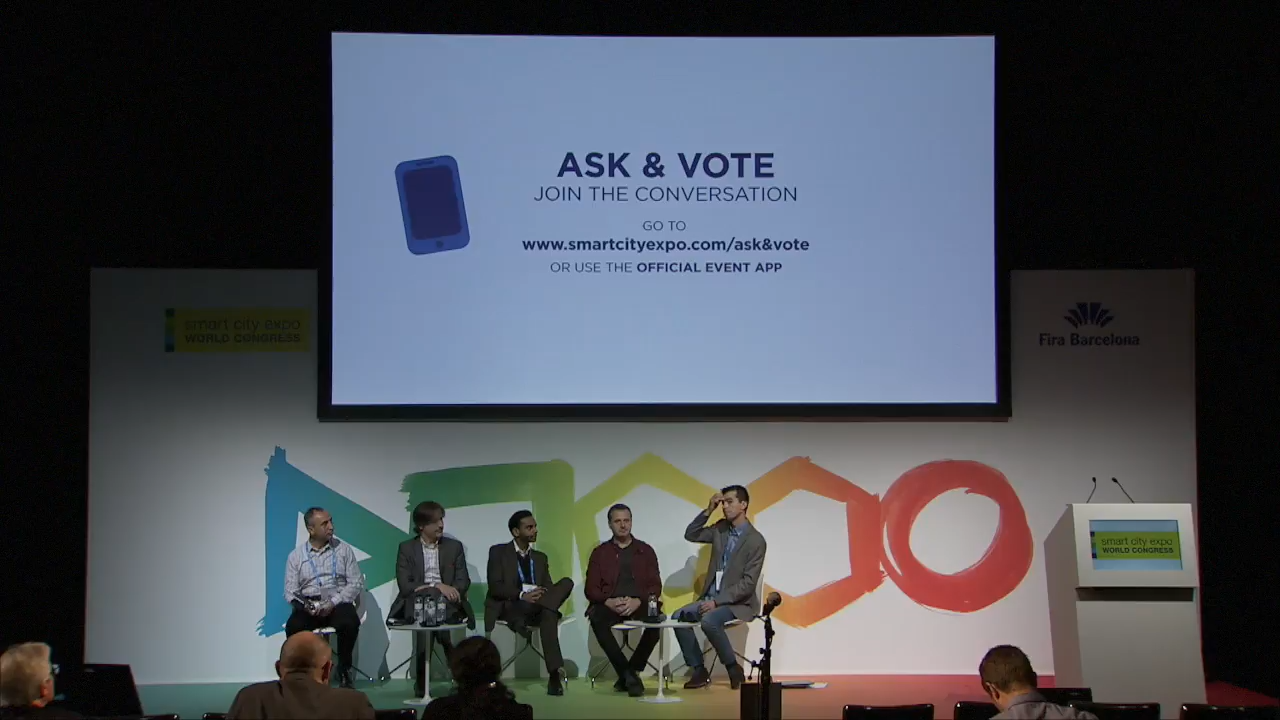 ASK & VOTE
JOIN THE CONVERSATION
GO TO
www.smartcityexpo.com/ask&vote
OR USE THE OFFICIAL EVENT APP
smart city expo
WORLD CONGRESS
Fira Barcelona
smart city expo
WORLD CONGRESS